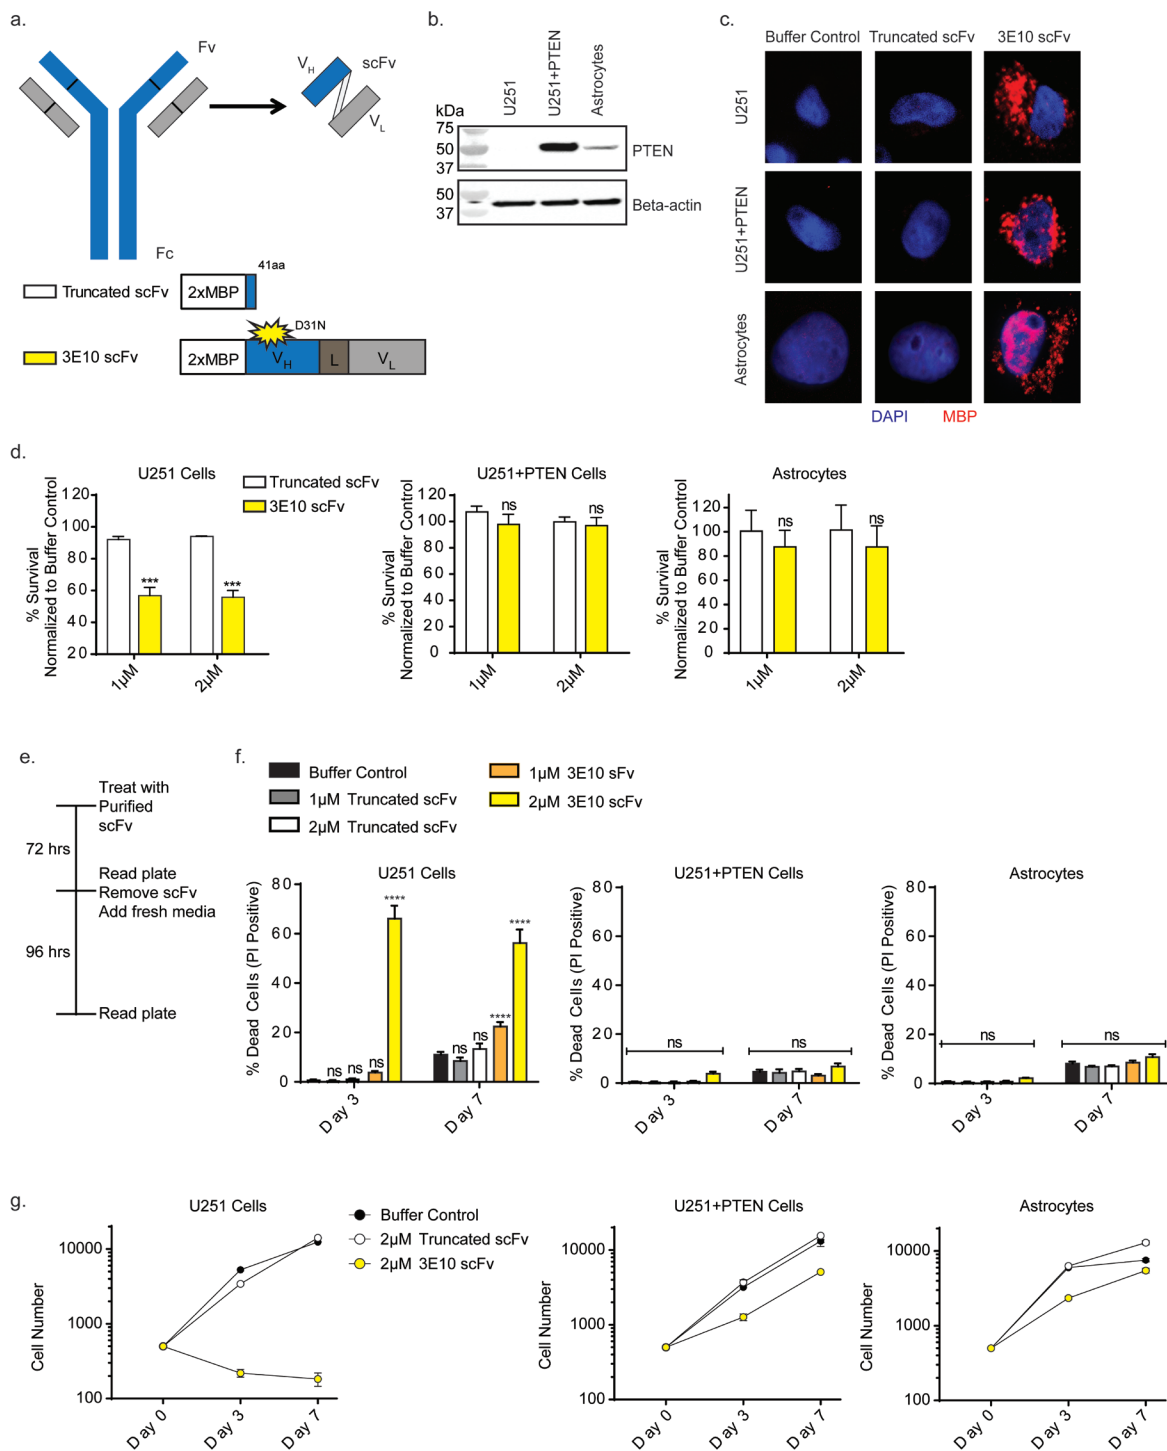 a.
Fv
VH
scFv
VL
Fc
41aa
Truncated scFv
2xMBP
D31N
3E10 scFv
2xMBP
VH
L
VL
b.
U251
U251+PTEN
Astrocytes
kDa
75
50
37
PTEN
50
37
Beta-actin
c.
Buffer Control
Truncated scFv
3E10 scFv
U251
U251+PTEN
Astrocytes
DAPI
MBP
d.
U251 Cells
Truncated scFv
3E10 scFv
% Survival
Normalized to Buffer Control
120
100
80
60
40
20
***
***
1µM
2µM
U251+PTEN Cells
% Survival
Normalized to Buffer Control
120
100
80
60
40
20
0
ns
ns
1µM
2µM
Astrocytes
% Survival
Normalized to Buffer Control
120
100
80
60
40
20
0
ns
ns
1µM
2µM
e.
Treat with
Purified
scFv
72 hrs
Read plate
Remove scFv
Add fresh media
96 hrs
Read plate
f.
Buffer Control
1µM Truncated scFv
2µM Truncated scFv
1µM 3E10 sFv
2µM 3E10 scFv
U251 Cells
% Dead Cells (PI Positive)
80
60
40
20
0
ns
ns
ns
****
ns
ns
****
****
Day 3
Day 7
U251+PTEN Cells
% Dead Cells (PI Positive)
80
60
40
20
0
ns
ns
Day 3
Day 7
Astrocytes
% Dead Cells (PI Positive)
80
60
40
20
0
ns
ns
Day 3
Day 7
g.
U251 Cells
Buffer Control
2µM Truncated scFv
2µM 3E10 scFv
Cell Number
10000
1000
100
Day 0
Day 3
Day 7
U251+PTEN Cells
Cell Number
10000
1000
100
Day 0
Day 3
Day 7
Astrocytes
Cell Number
10000
1000
100
Day 0
Day 3
Day 7